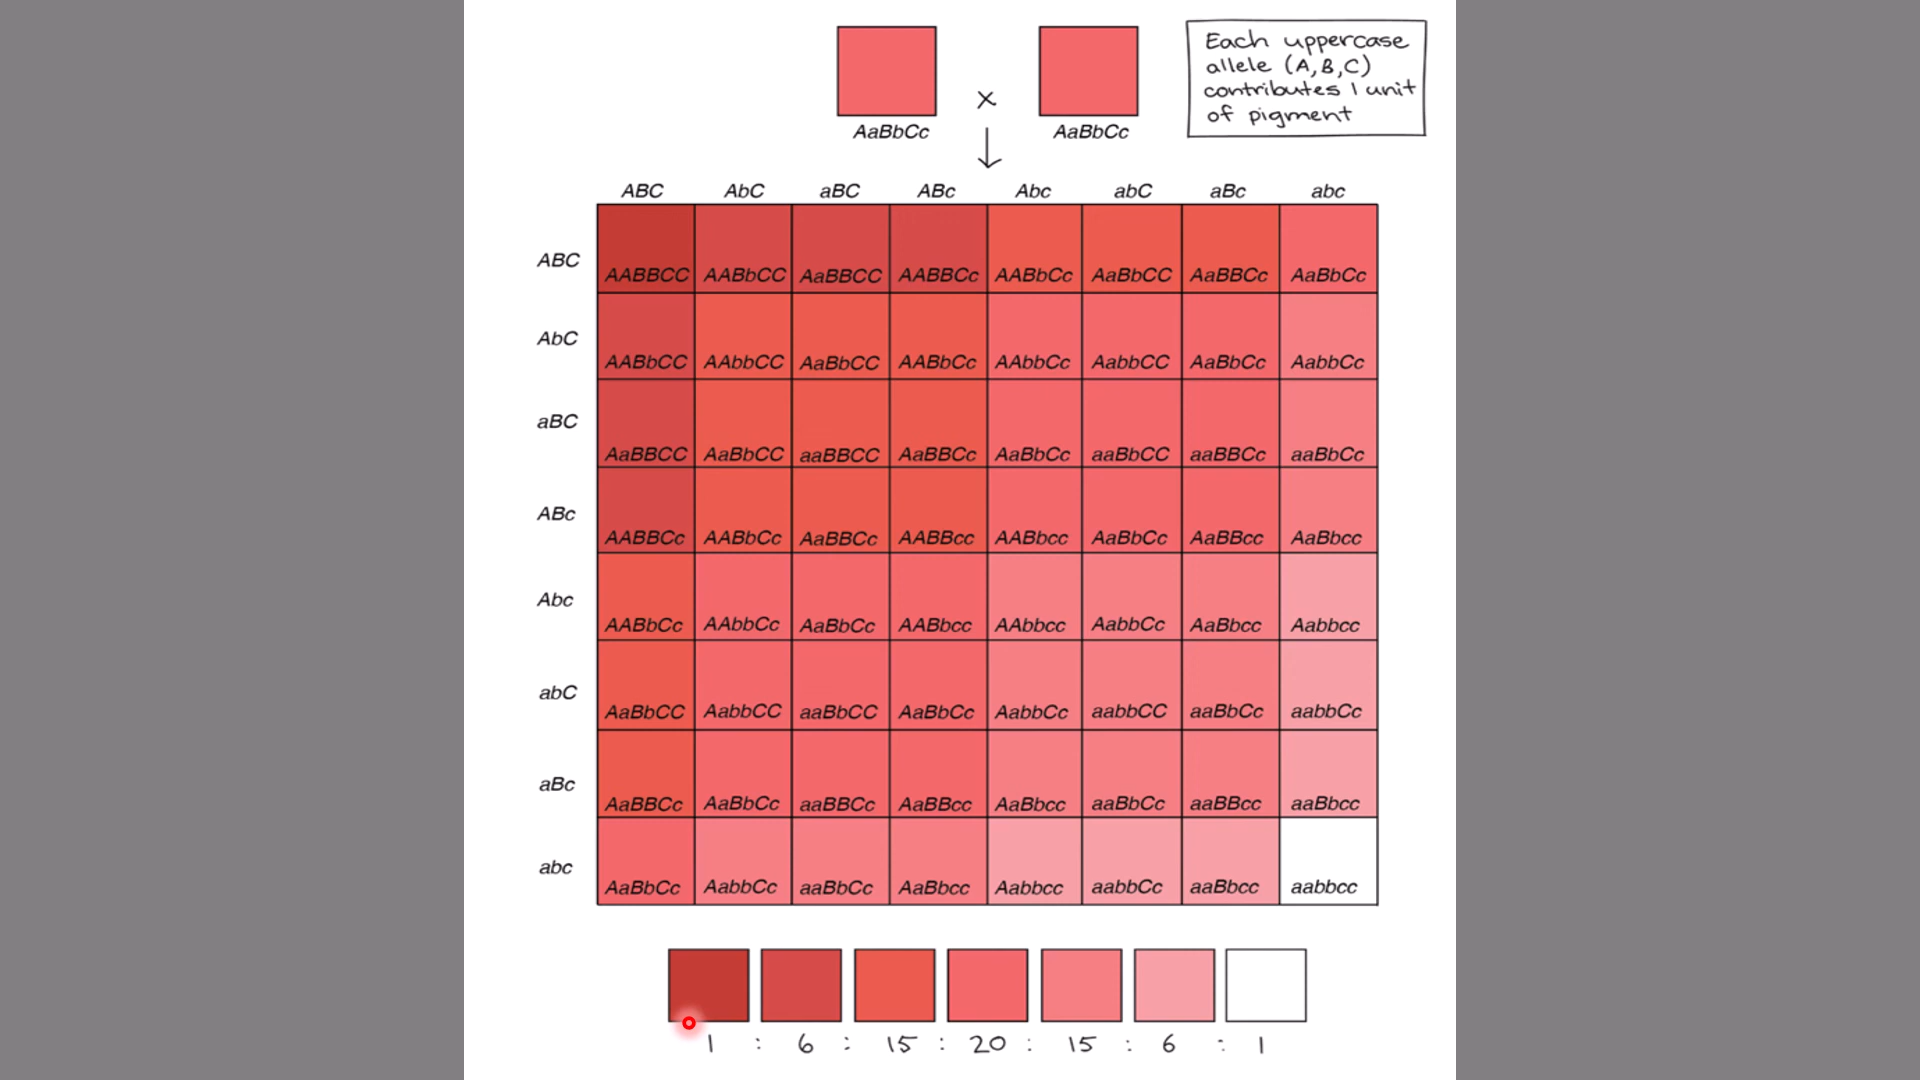 Each uppercase
allele (A,B,C)
contributes 1 unit
of pigment
AaBbCc x AaBbCc
ABC AbC aBC ABc Abc abC aBc abc
ABC AABBCC AABbCC AaBBCC AABBCc AABbCc AaBbCC AaBBCc AaBbCc
AbC AABbCC AAbbCC AaBbCC AABbCc AAbbCc AabbCC AaBbCc AabbCc
aBC AaBBCC AaBbCC aaBBCC AaBBCc AaBbCc aaBbCC aaBBCc aaBbCc
ABc AABBCc AABbCc AaBBCc AABBcc AABbcc AaBbCc AaBBcc AaBbcc
Abc AABbCc AAbbCc AaBbCc AABbcc AAbbcc AabbCc AaBbcc Aabbcc
abC AaBbCC AabbCC aaBbCC AaBbCc AabbCc aabbCC aaBbCc aabbCc
aBc AaBBCc AaBbCc aaBBCc AaBBcc AaBbcc aaBbCc aaBBcc aaBbcc
abc AaBbCc AabbCc aaBbCc AaBbcc Aabbcc aabbCc aaBbcc aabbcc
1 : 6 : 15 : 20 : 15 : 6 : 1